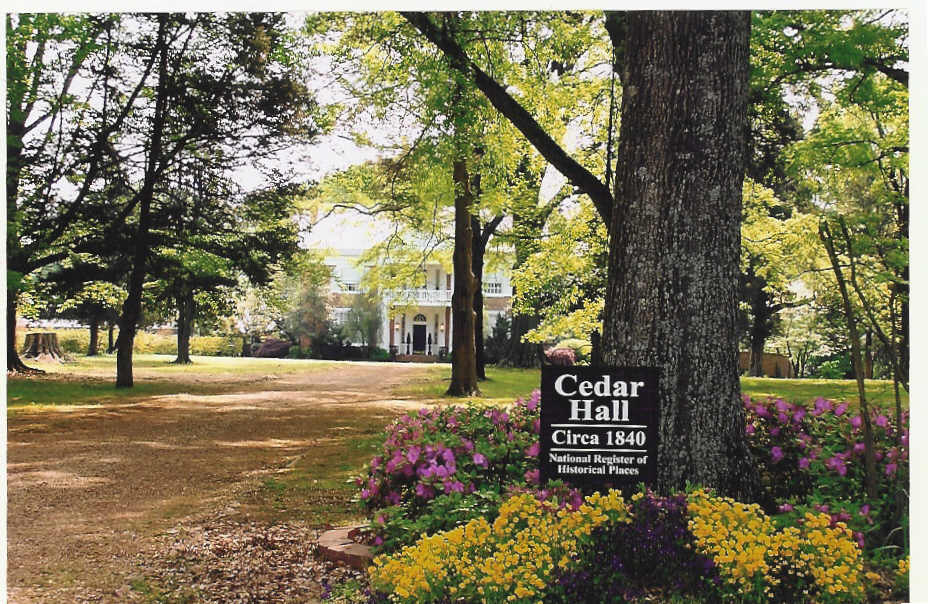 Cedar
Hall
Circa 1840
National Register of
Historical Places